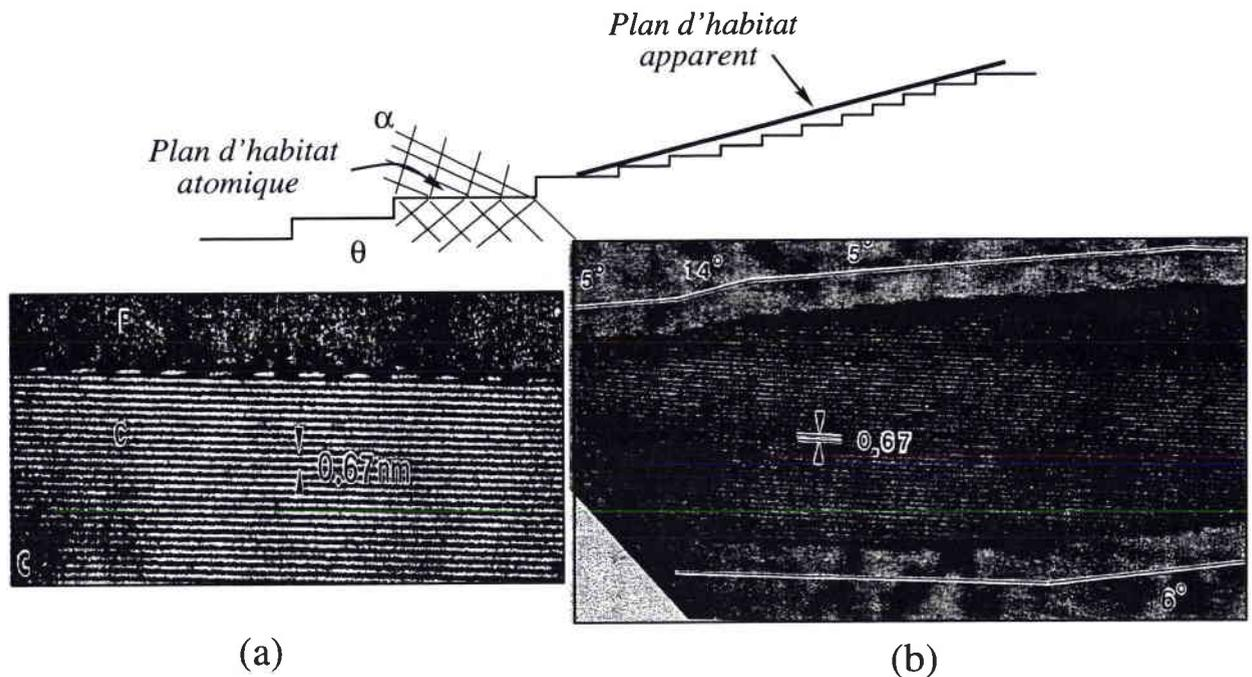 Plan d'habitat
apparent
α
Plan d'habitat
atomique
θ
5°
14°
5°
F
C
0,67nm
0,67
C
6°
(a)
(b)